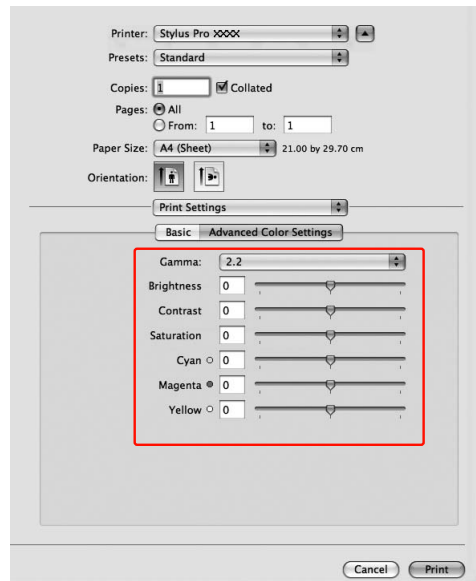 Printer: Stylus Pro XXXX
Presets: Standard
Copies: 1 Collated
Pages: All
From: 1 to: 1
Paper Size: A4 (Sheet) 21.00 by 29.70 cm
Orientation:
Print Settings
Basic Advanced Color Settings
Gamma: 2.2
Brightness 0
Contrast 0
Saturation 0
Cyan 0
Magenta 0
Yellow 0
Cancel Print